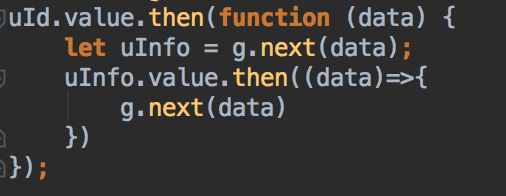 uId.value.then(function (data) {
    let uInfo = g.next(data);
    uInfo.value.then((data)=>{
        g.next(data)
    })
});